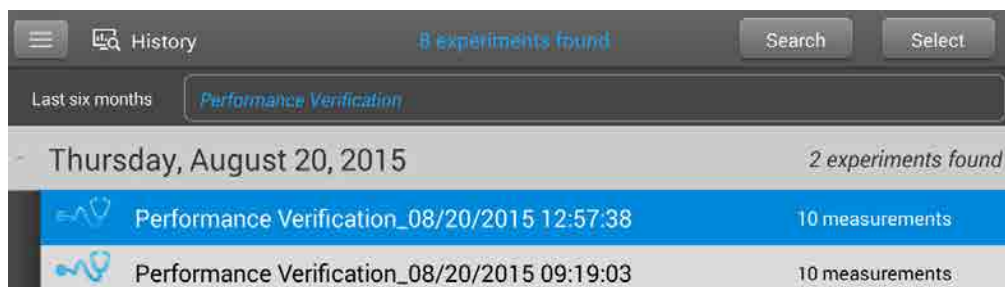 History 8 experiments found Search Select
Last six months Performance Verification
Thursday, August 20, 2015 2 experiments found
Performance Verification_08/20/2015 12:57:38 10 measurements
Performance Verification_08/20/2015 09:19:03 10 measurements